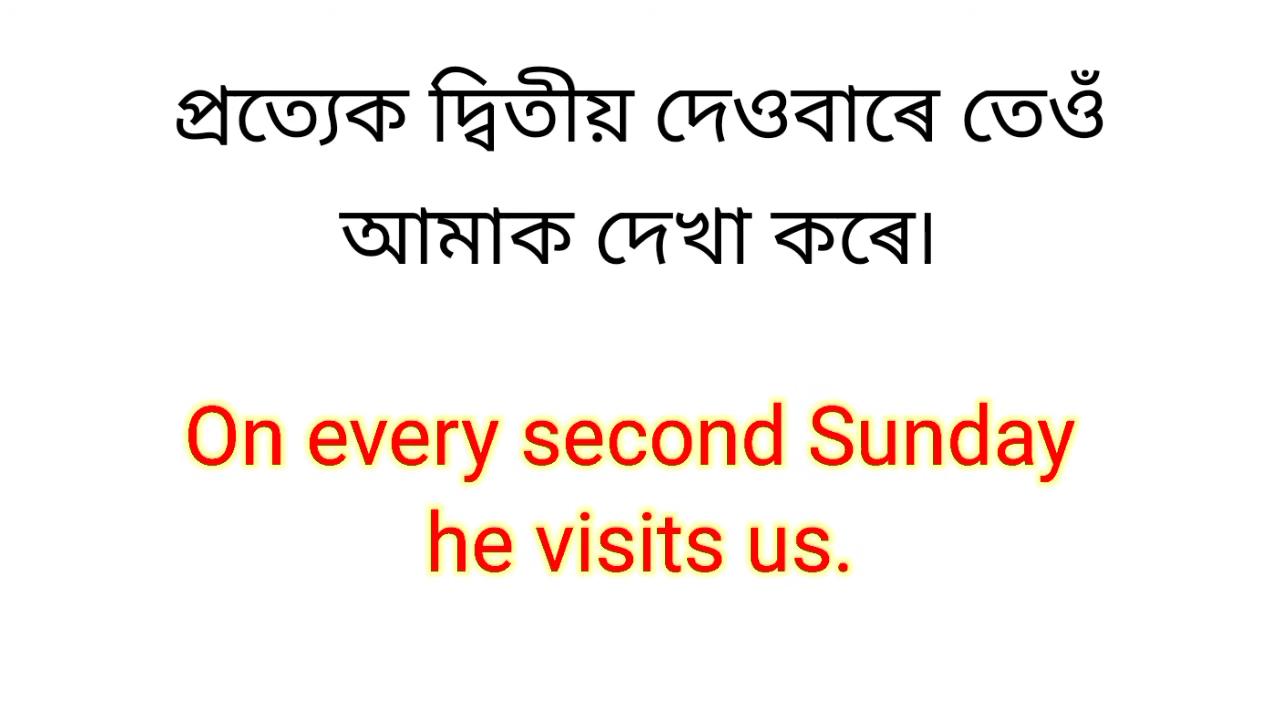 প্ৰত্যেক দ্বিতীয় দেওবাৰে তেওঁ
আমাক দেখা কৰে।
On every second Sunday
he visits us.